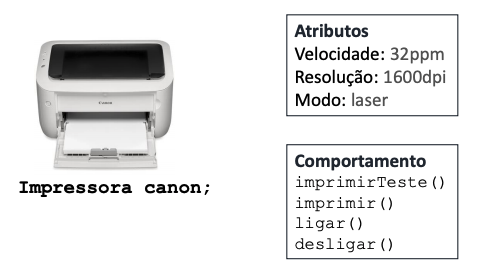 Canon
Impressora canon;
Atributos
Velocidade: 32ppm
Resolução: 1600dpi
Modo: laser
Comportamento
imprimirTeste()
imprimir()
ligar()
desligar()